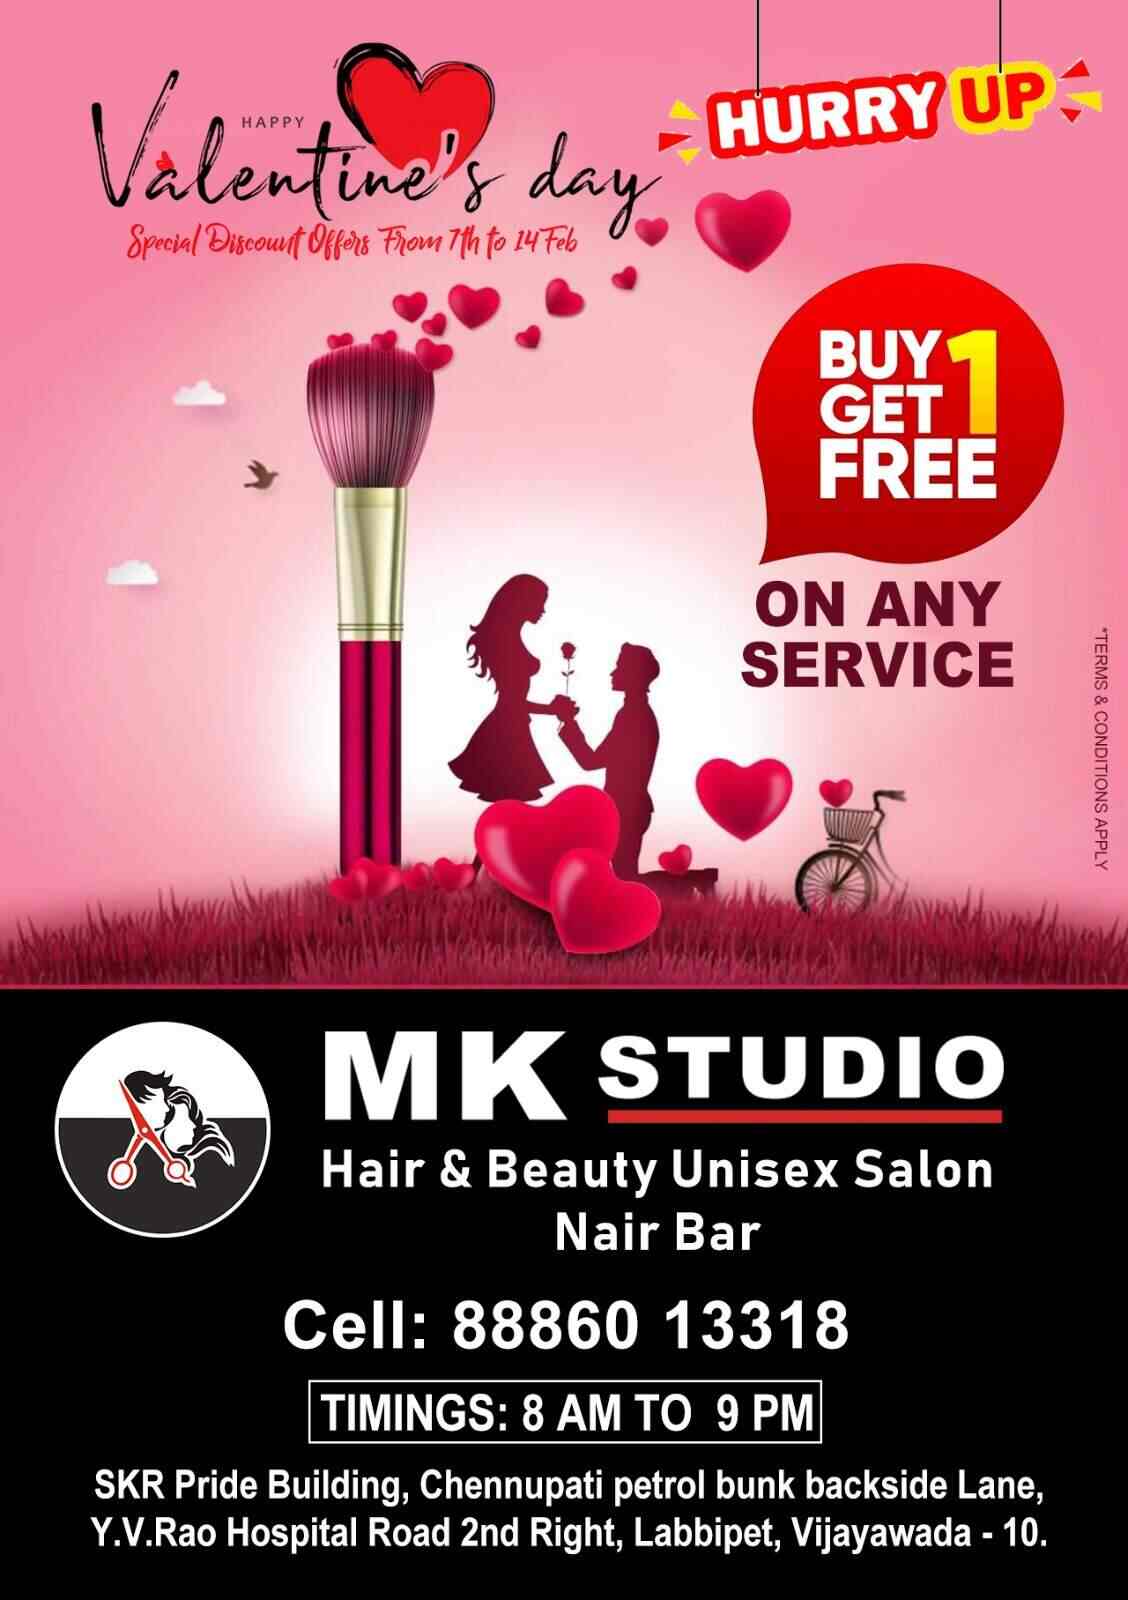 HAPPY
Valentine's day
Special Discount Offers From 7th to 14 Feb
HURRY UP
BUY 1
GET
FREE
ON ANY
SERVICE
*TERMS & CONDITIONS APPLY
MK STUDIO
Hair & Beauty Unisex Salon
Nair Bar
Cell: 88860 13318
TIMINGS: 8 AM TO 9 PM
SKR Pride Building, Chennupati petrol bunk backside Lane,
Y.V.Rao Hospital Road 2nd Right, Labbipet, Vijayawada - 10.